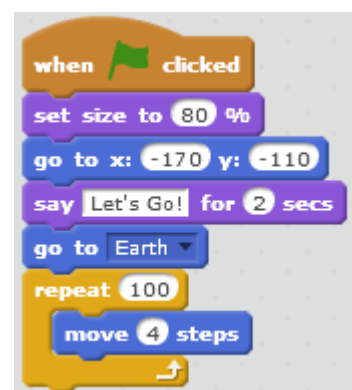 when clicked
set size to 80 %
go to x: -170 y: -110
say Let's Go! for 2 secs
go to Earth
repeat 100
move 4 steps